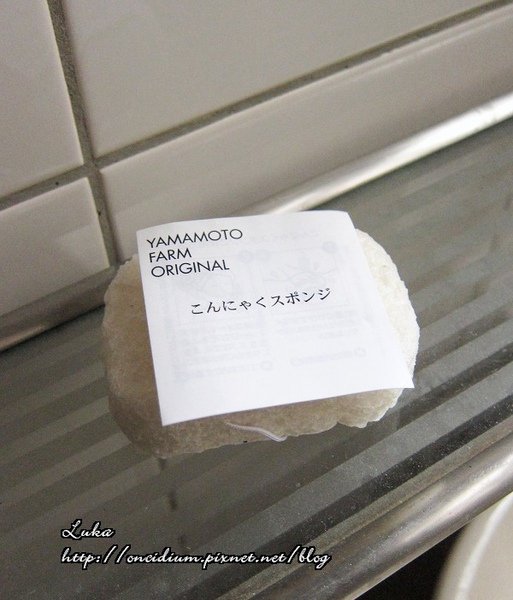 YAMAMOTO
FARM
ORIGINAL
こんにゃくスポンジ
Luka
http://oncidium.pixnet.net/blog